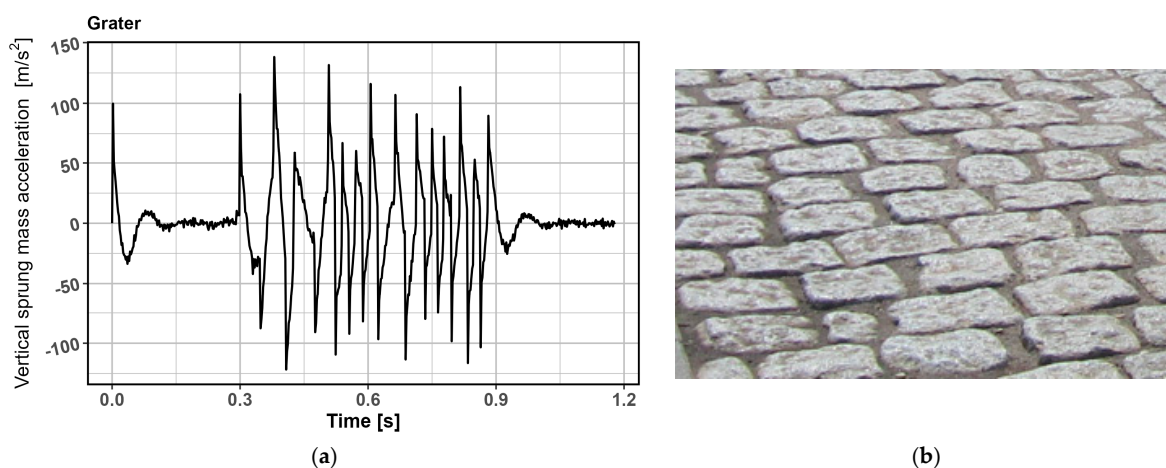 Grater
Vertical sprung mass acceleration [m/s²]
150
100
50
0
-50
-100
0.0 0.3 0.6 0.9 1.2
Time [s]
(a) (b)